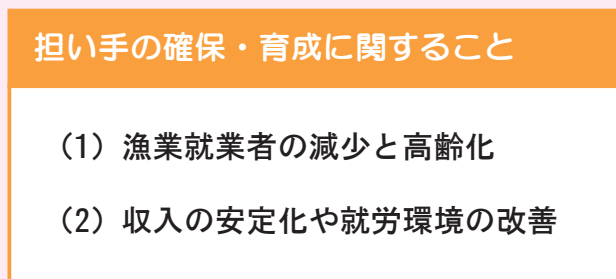 担い手の確保・育成に関すること
（1）漁業就業者の減少と高齢化
（2）収入の安定化や就労環境の改善